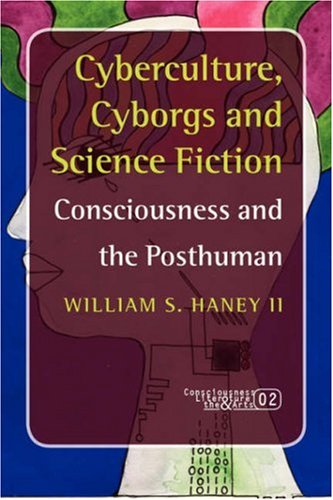 Cyberculture,
Cyborgs and
Science Fiction
Consciousness and
the Posthuman
WILLIAM S. HANEY II
Consciousness
Literature
the & Arts 02